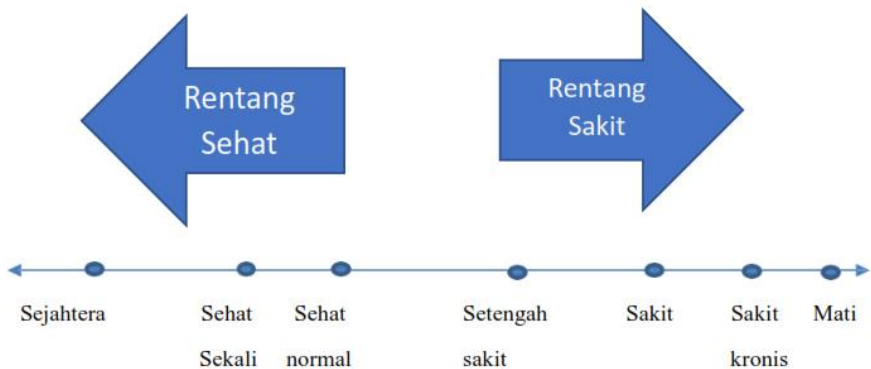 Rentang
Sehat
Rentang
Sakit
Sejahtera
Sehat
Sekali
Sehat
normal
Setengah
sakit
Sakit
Sakit
kronis
Mati